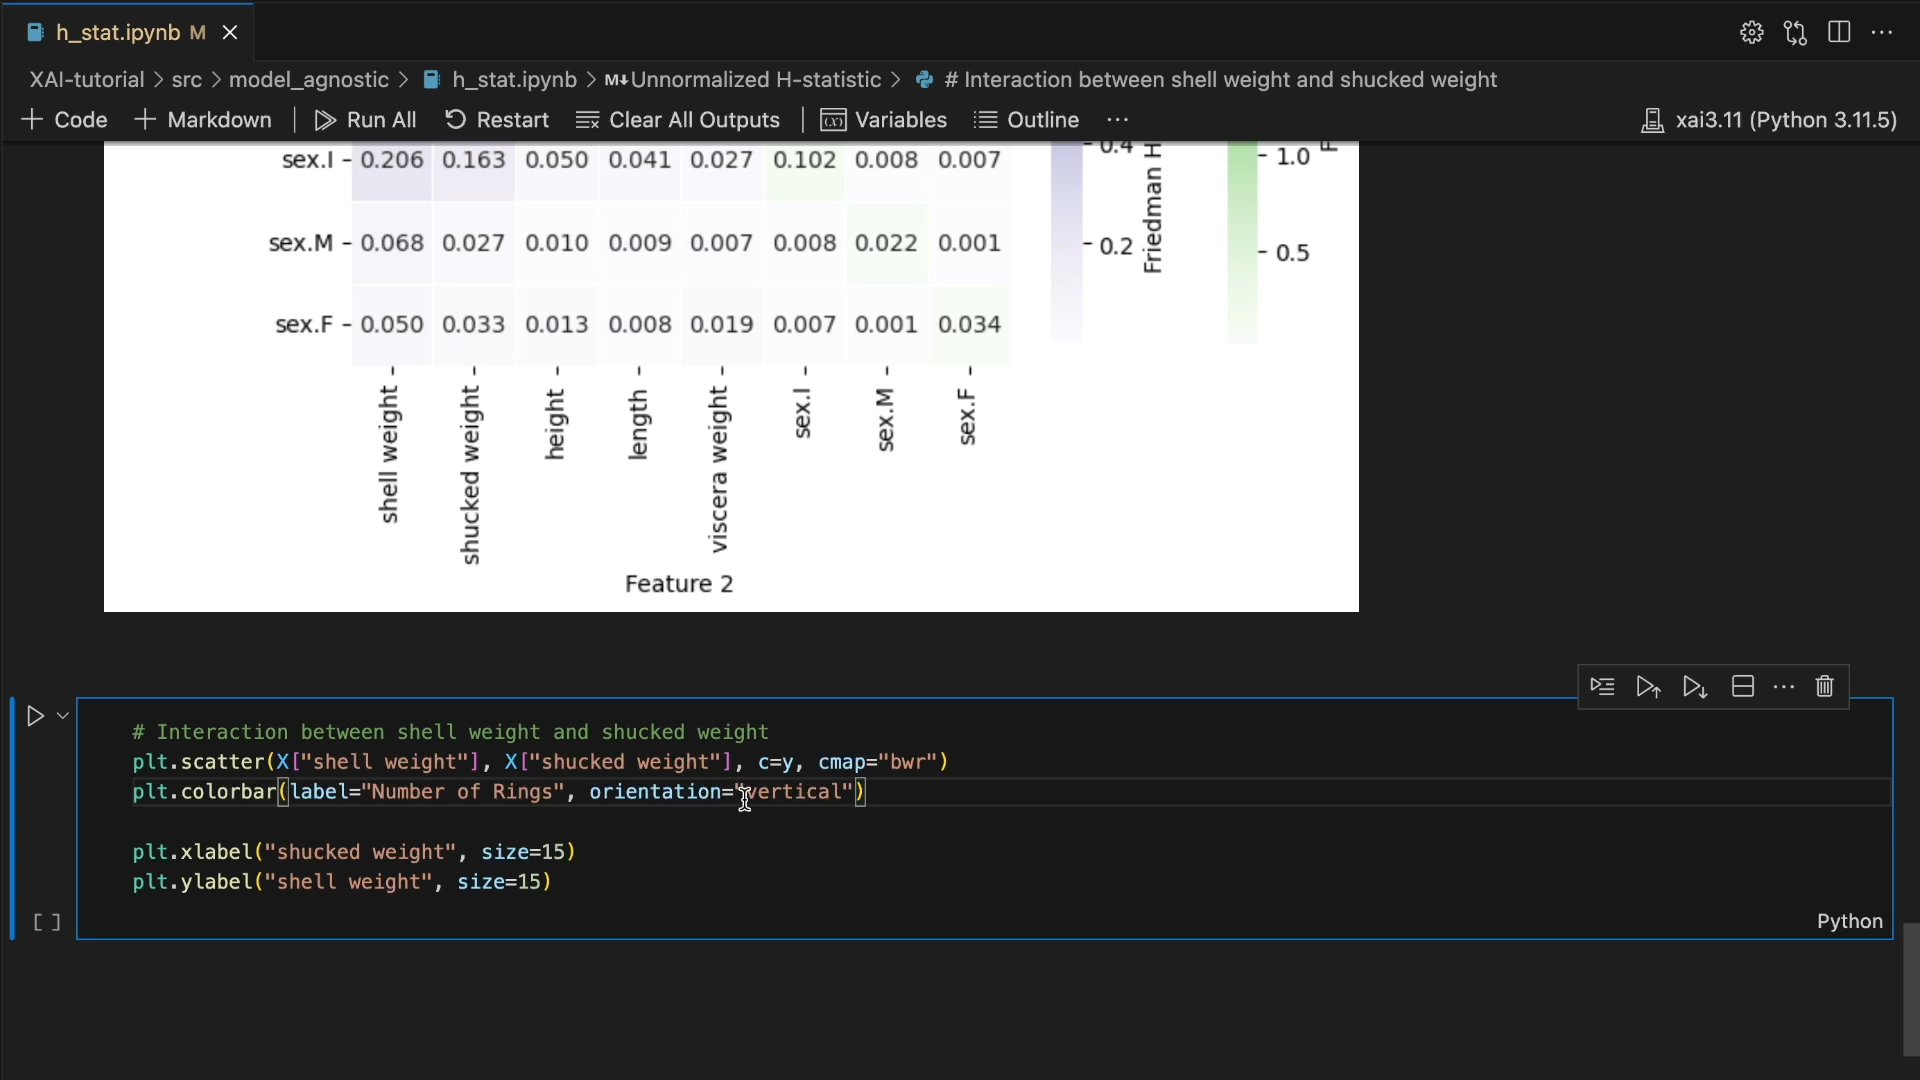 h_stat.ipynb M
XAI-tutorial > src > model_agnostic > h_stat.ipynb > M↓Unnormalized H-statistic > # Interaction between shell weight and shucked weight
+ Code + Markdown Run All Restart Clear All Outputs Variables Outline ... xai3.11 (Python 3.11.5)
sex.I 0.206 0.163 0.050 0.041 0.027 0.102 0.008 0.007
sex.M 0.068 0.027 0.010 0.009 0.007 0.008 0.022 0.001
sex.F 0.050 0.033 0.013 0.008 0.019 0.007 0.001 0.034
shell weight
shucked weight
height
length
viscera weight
sex.I
sex.M
sex.F
Feature 2
0.4
0.2
Friedman H
1.0
0.5
# Interaction between shell weight and shucked weight
plt.scatter(X["shell weight"], X["shucked weight"], c=y, cmap="bwr")
plt.colorbar(label="Number of Rings", orientation="vertical")
plt.xlabel("shucked weight", size=15)
plt.ylabel("shell weight", size=15)
[ ]
Python